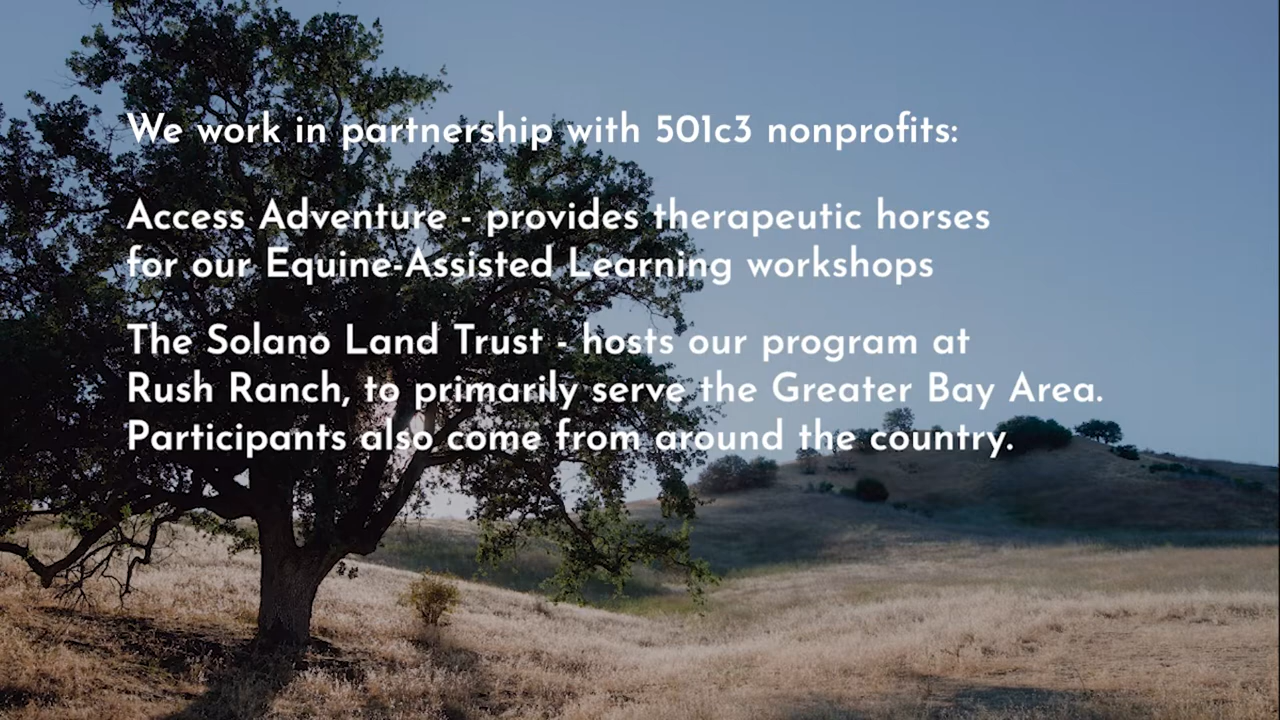 We work in partnership with 501c3 nonprofits:
Access Adventure - provides therapeutic horses
for our Equine-Assisted Learning workshops
The Solano Land Trust - hosts our program at
Rush Ranch, to primarily serve the Greater Bay Area.
Participants also come from around the country.